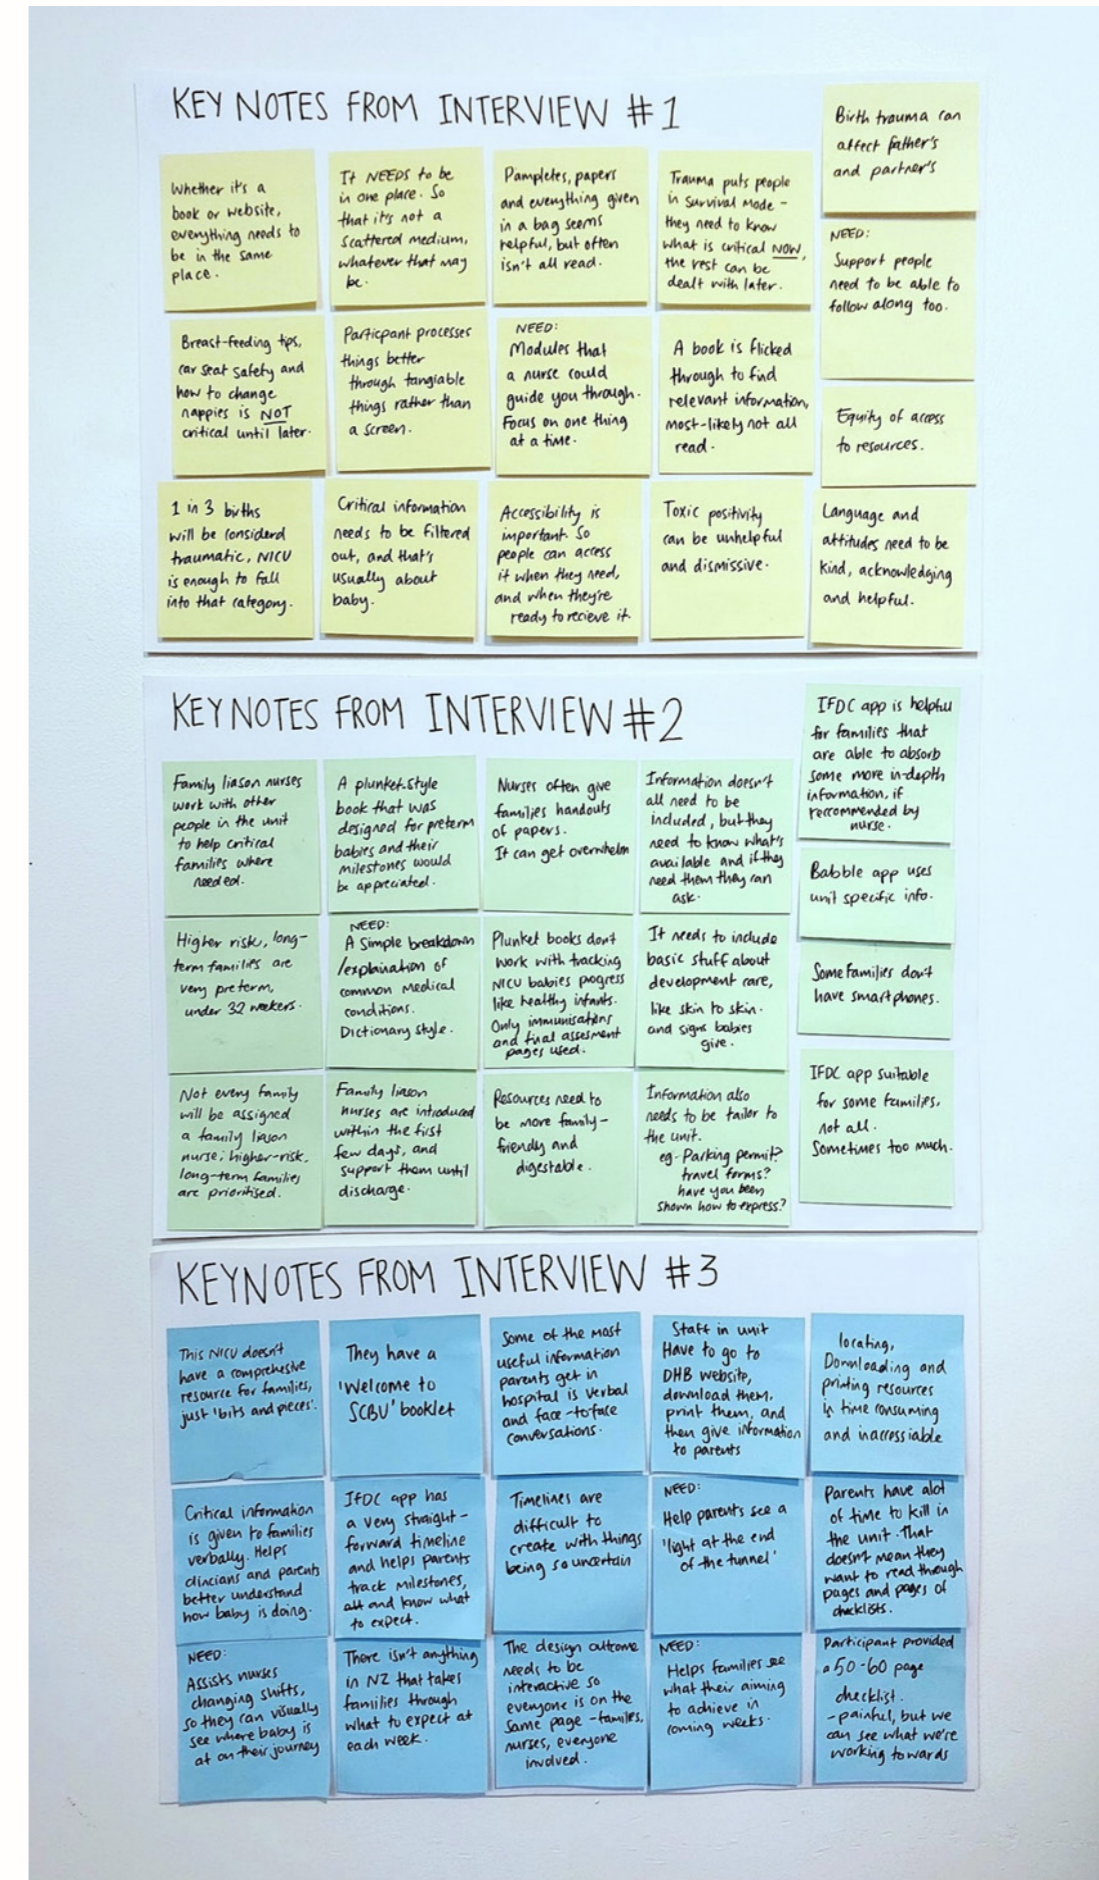 KEY NOTES FROM INTERVIEW #1
Whether it's a
book or website,
everything needs to
be in the same
place.
It NEEDS to be
in one place. So
that it's not a
scattered medium,
whatever that may
be.
Pampletes, papers
and everything given
in a bag seems
helpful, but often
isn't all read.
Trauma puts people
in survival mode -
they need to know
what is critical NOW,
the rest can be
dealt with later.
Birth trauma can
affect father's
and partner's
NEED:
Support people
need to be able to
follow along too.
Breast-feeding tips,
car seat safety and
how to change
nappies is NOT
critical until later.
Particpant processes
things better
through tangiable
things rather than
a screen.
NEED:
Modules that
a nurse could
guide you through.
Focus on one thing
at a time.
A book is flicked
through to find
relevant information,
most-likely not all
read.
Equity of access
to resources.
1 in 3 births
will be considerd
traumatic, NICU
is enough to fall
into that category.
Critical information
needs to be filtered
out, and that's
usually about
baby.
Accessibility is
important. So
people can access
it when they need,
and when they're
ready to recieve it.
Toxic positivity
can be unhelpful
and dismissive.
Language and
attitudes need to be
kind, acknowledging
and helpful.
KEYNOTES FROM INTERVIEW #2
Family liason nurses
work with other
people in the unit
to help critical
families where
needed.
A plunket-style
book that was
designed for preterm
babies and their
milestones would
be appreciated.
Nurses often give
families handouts
of papers.
It can get overwhelm
Information doesn't
all need to be
included, but they
need to know what's
available and if they
need them they can
ask.
IFDC app is helpful
for families that
are able to absorb
some more in-depth
information, if
reccomended by
nurse.
Babble app uses
unit specific info.
Higher risk, long-
term families are
very preterm,
under 32 weekers.
NEED:
A simple breakdown
/explaination of
common medical
conditions.
Dictionary style.
Plunket books don't
work with tracking
NICU babies progress
like healthy infants.
Only immunisations
and final assesment
pages used.
It needs to include
basic stuff about
development care,
like skin to skin.
and signs babies
give.
Some families don't
have smartphones.
Not every family
will be assigned
a family liason
nurse; higher-risk,
long-term families
are prioritised.
Family liason
nurses are introduced
within the first
few days, and
support them until
discharge.
Resources need to
be more family-
friendly and
digestable.
Information also
needs to be tailor to
the unit.
eg. Parking permit?
travel forms?
have you been
shown how to express?
IFDC app suitable
for some families,
not all.
Sometimes too much.
KEYNOTES FROM INTERVIEW #3
This NICU doesn't
have a comprehesive
resource for families,
just 'bits and pieces'.
They have a
'Welcome to
SCBU' booklet
Some of the most
useful information
parents get in
hospital is verbal
and face-to-face
conversations.
Staff in unit
Have to go to
DHB website,
download them,
print them, and
then give information
to parents
locating,
Downloading and
printing resources
is time consuming
and inaccessiable
Critical information
is given to families
verbally. Helps
clincians and parents
better understand
how baby is doing.
IFDC app has
a very straight-
forward timeline
and helps parents
track milestones,
and know what
to expect.
Timelines are
difficult to
create with things
being so uncertain
NEED:
Help parents see a
'light at the end
of the tunnel'
Parents have alot
of time to kill in
the unit. That
doesn't mean they
want to read through
pages and pages of
checklists.
NEED:
Assists nurses
changing shifts,
so they can visually
see where baby is
at on their journey
There isn't anything
in NZ that takes
families through
what to expect at
each week.
The design outcome
needs to be
interactive so
everyone is on the
same page - familes,
nurses, everyone
involved.
NEED:
Helps families see
what their aiming
to achieve in
coming weeks.
Participant provided
a 50-60 page
checklist.
- painful, but we
can see what we're
working towards